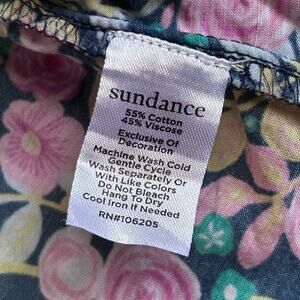 sundance
55% Cotton
45% Viscose
Exclusive Of
Decoration
Machine Wash Cold
Gentle Cycle
Wash Separately Or
With Like Colors
Do Not Bleach
Hang To Dry
Cool Iron If Needed
RN#106205